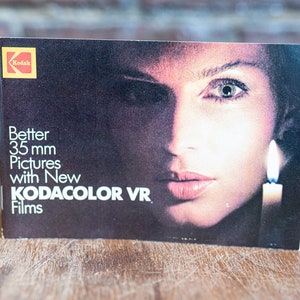 Kodak
Better
35 mm
Pictures
with New
KODACOLOR VR
Films